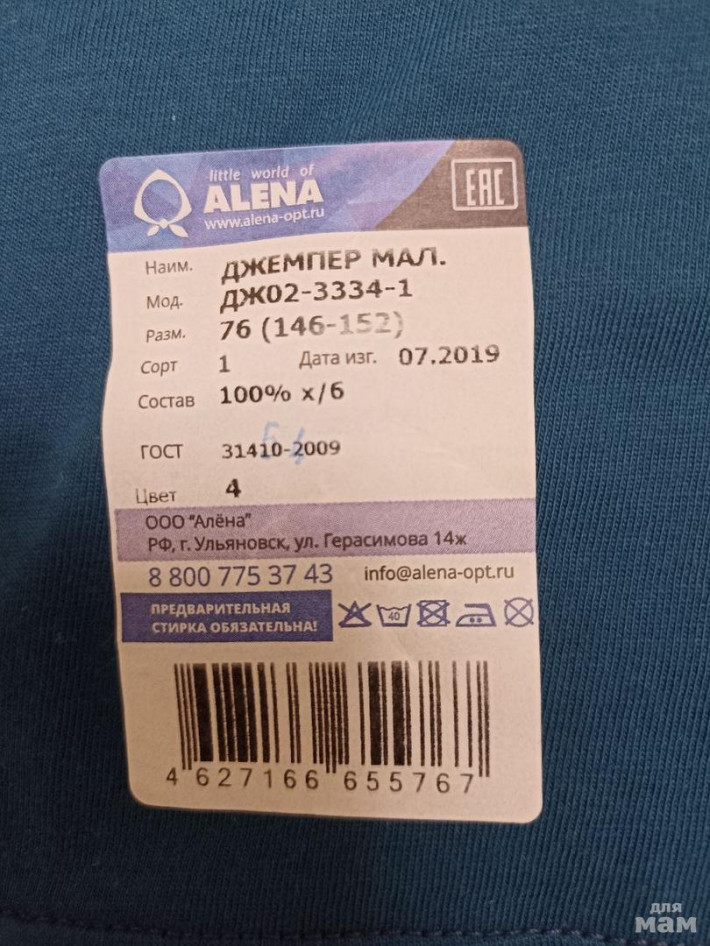 little world of
ALENA
www.alena-opt.ru
EAC
Наим. ДЖЕМПЕР МАЛ.
Мод. ДЖ02-3334-1
Разм. 76 (146-152)
Сорт 1 Дата изг. 07.2019
Состав 100% х/б
ГОСТ 31410-2009
Цвет 4
ООО "Алёна"
РФ, г. Ульяновск, ул. Герасимова 14ж
8 800 775 37 43 info@alena-opt.ru
ПРЕДВАРИТЕЛЬНАЯ
СТИРКА ОБЯЗАТЕЛЬНА!
40
4 627166 655767
для
мам